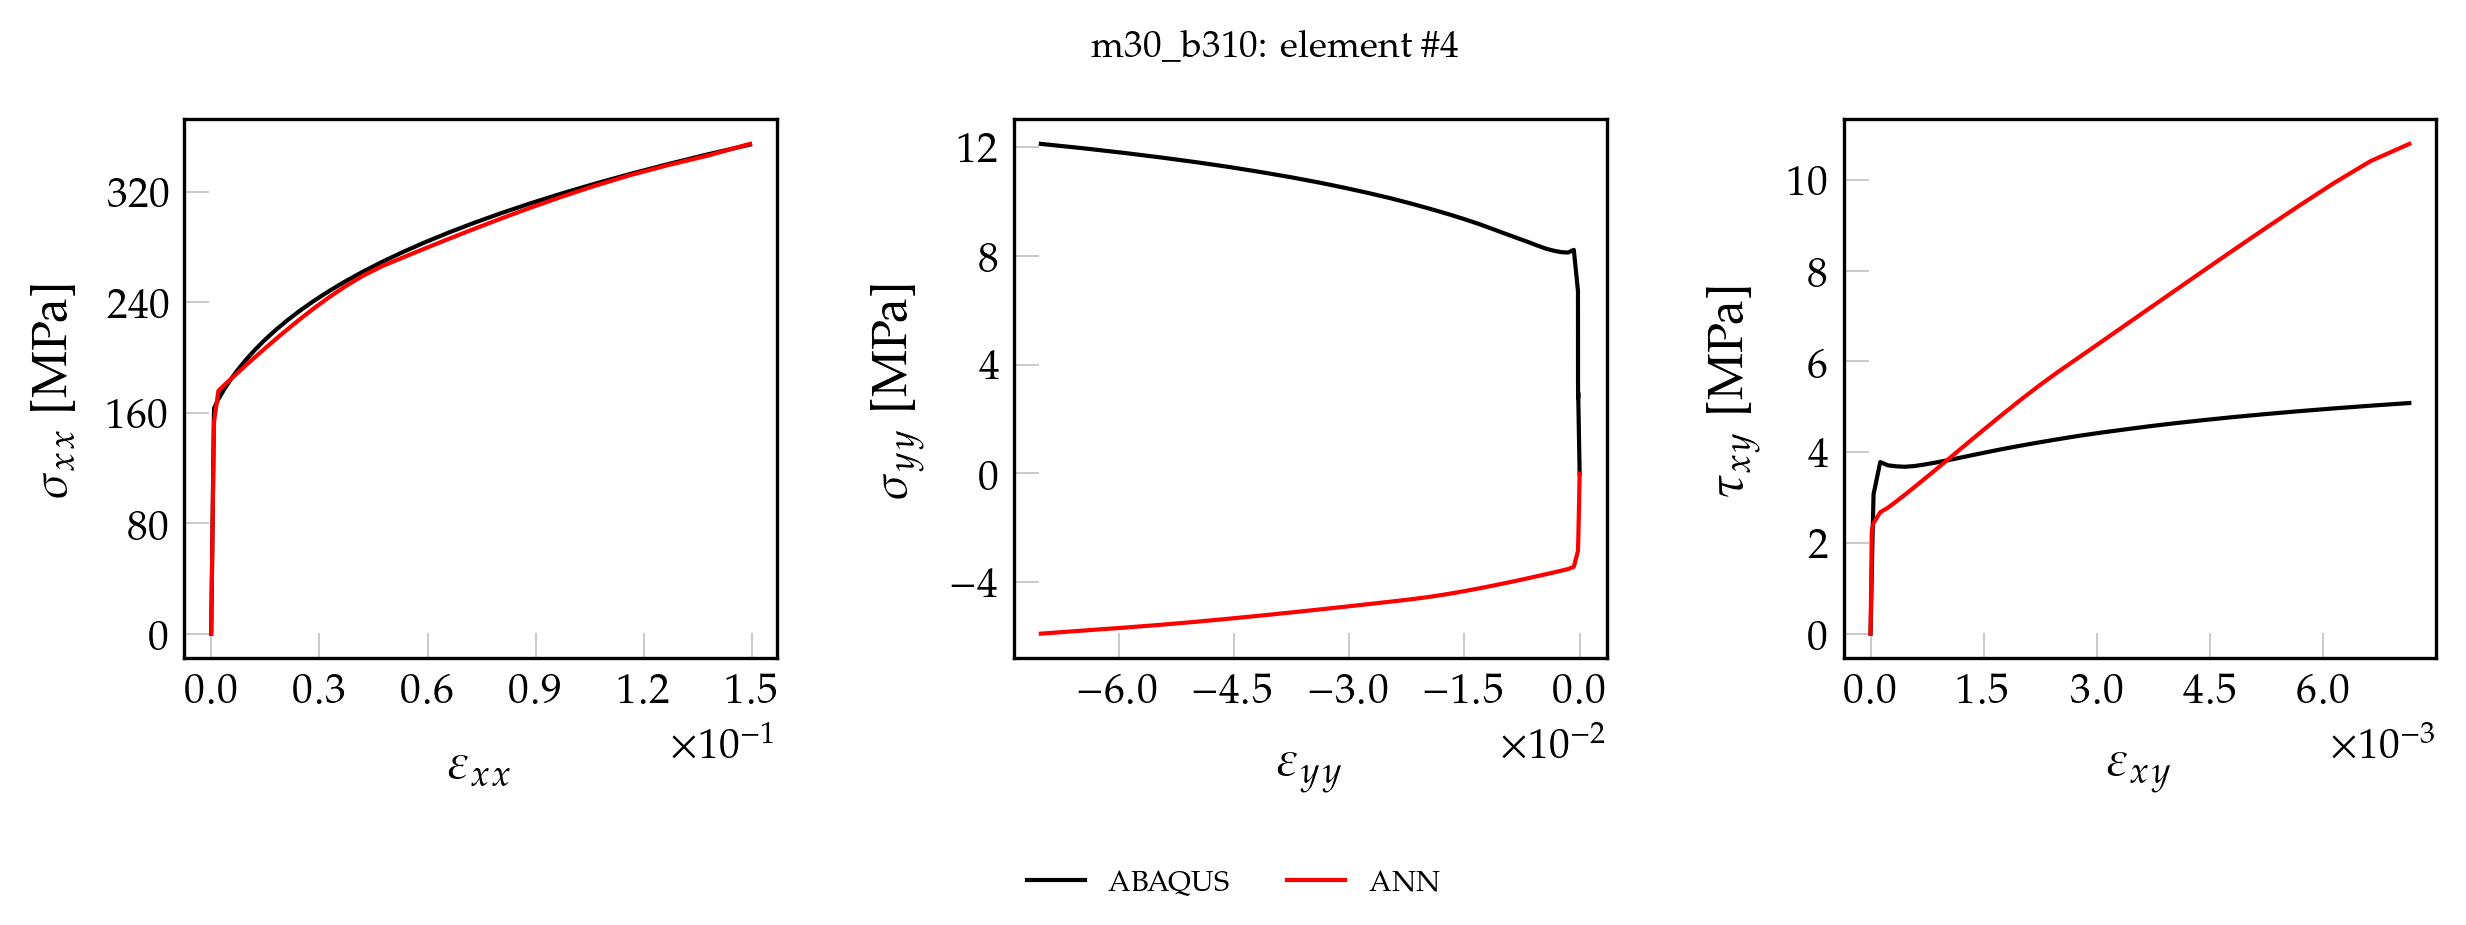 m30_b310: element #4
σxx [MPa]
320
240
160
80
0
0.0 0.3 0.6 0.9 1.2 1.5
×10−1
εxx
σyy [MPa]
12
8
4
0
−4
−6.0 −4.5 −3.0 −1.5 0.0
×10−2
εyy
τxy [MPa]
10
8
6
4
2
0
0.0 1.5 3.0 4.5 6.0
×10−3
εxy
ABAQUS ANN